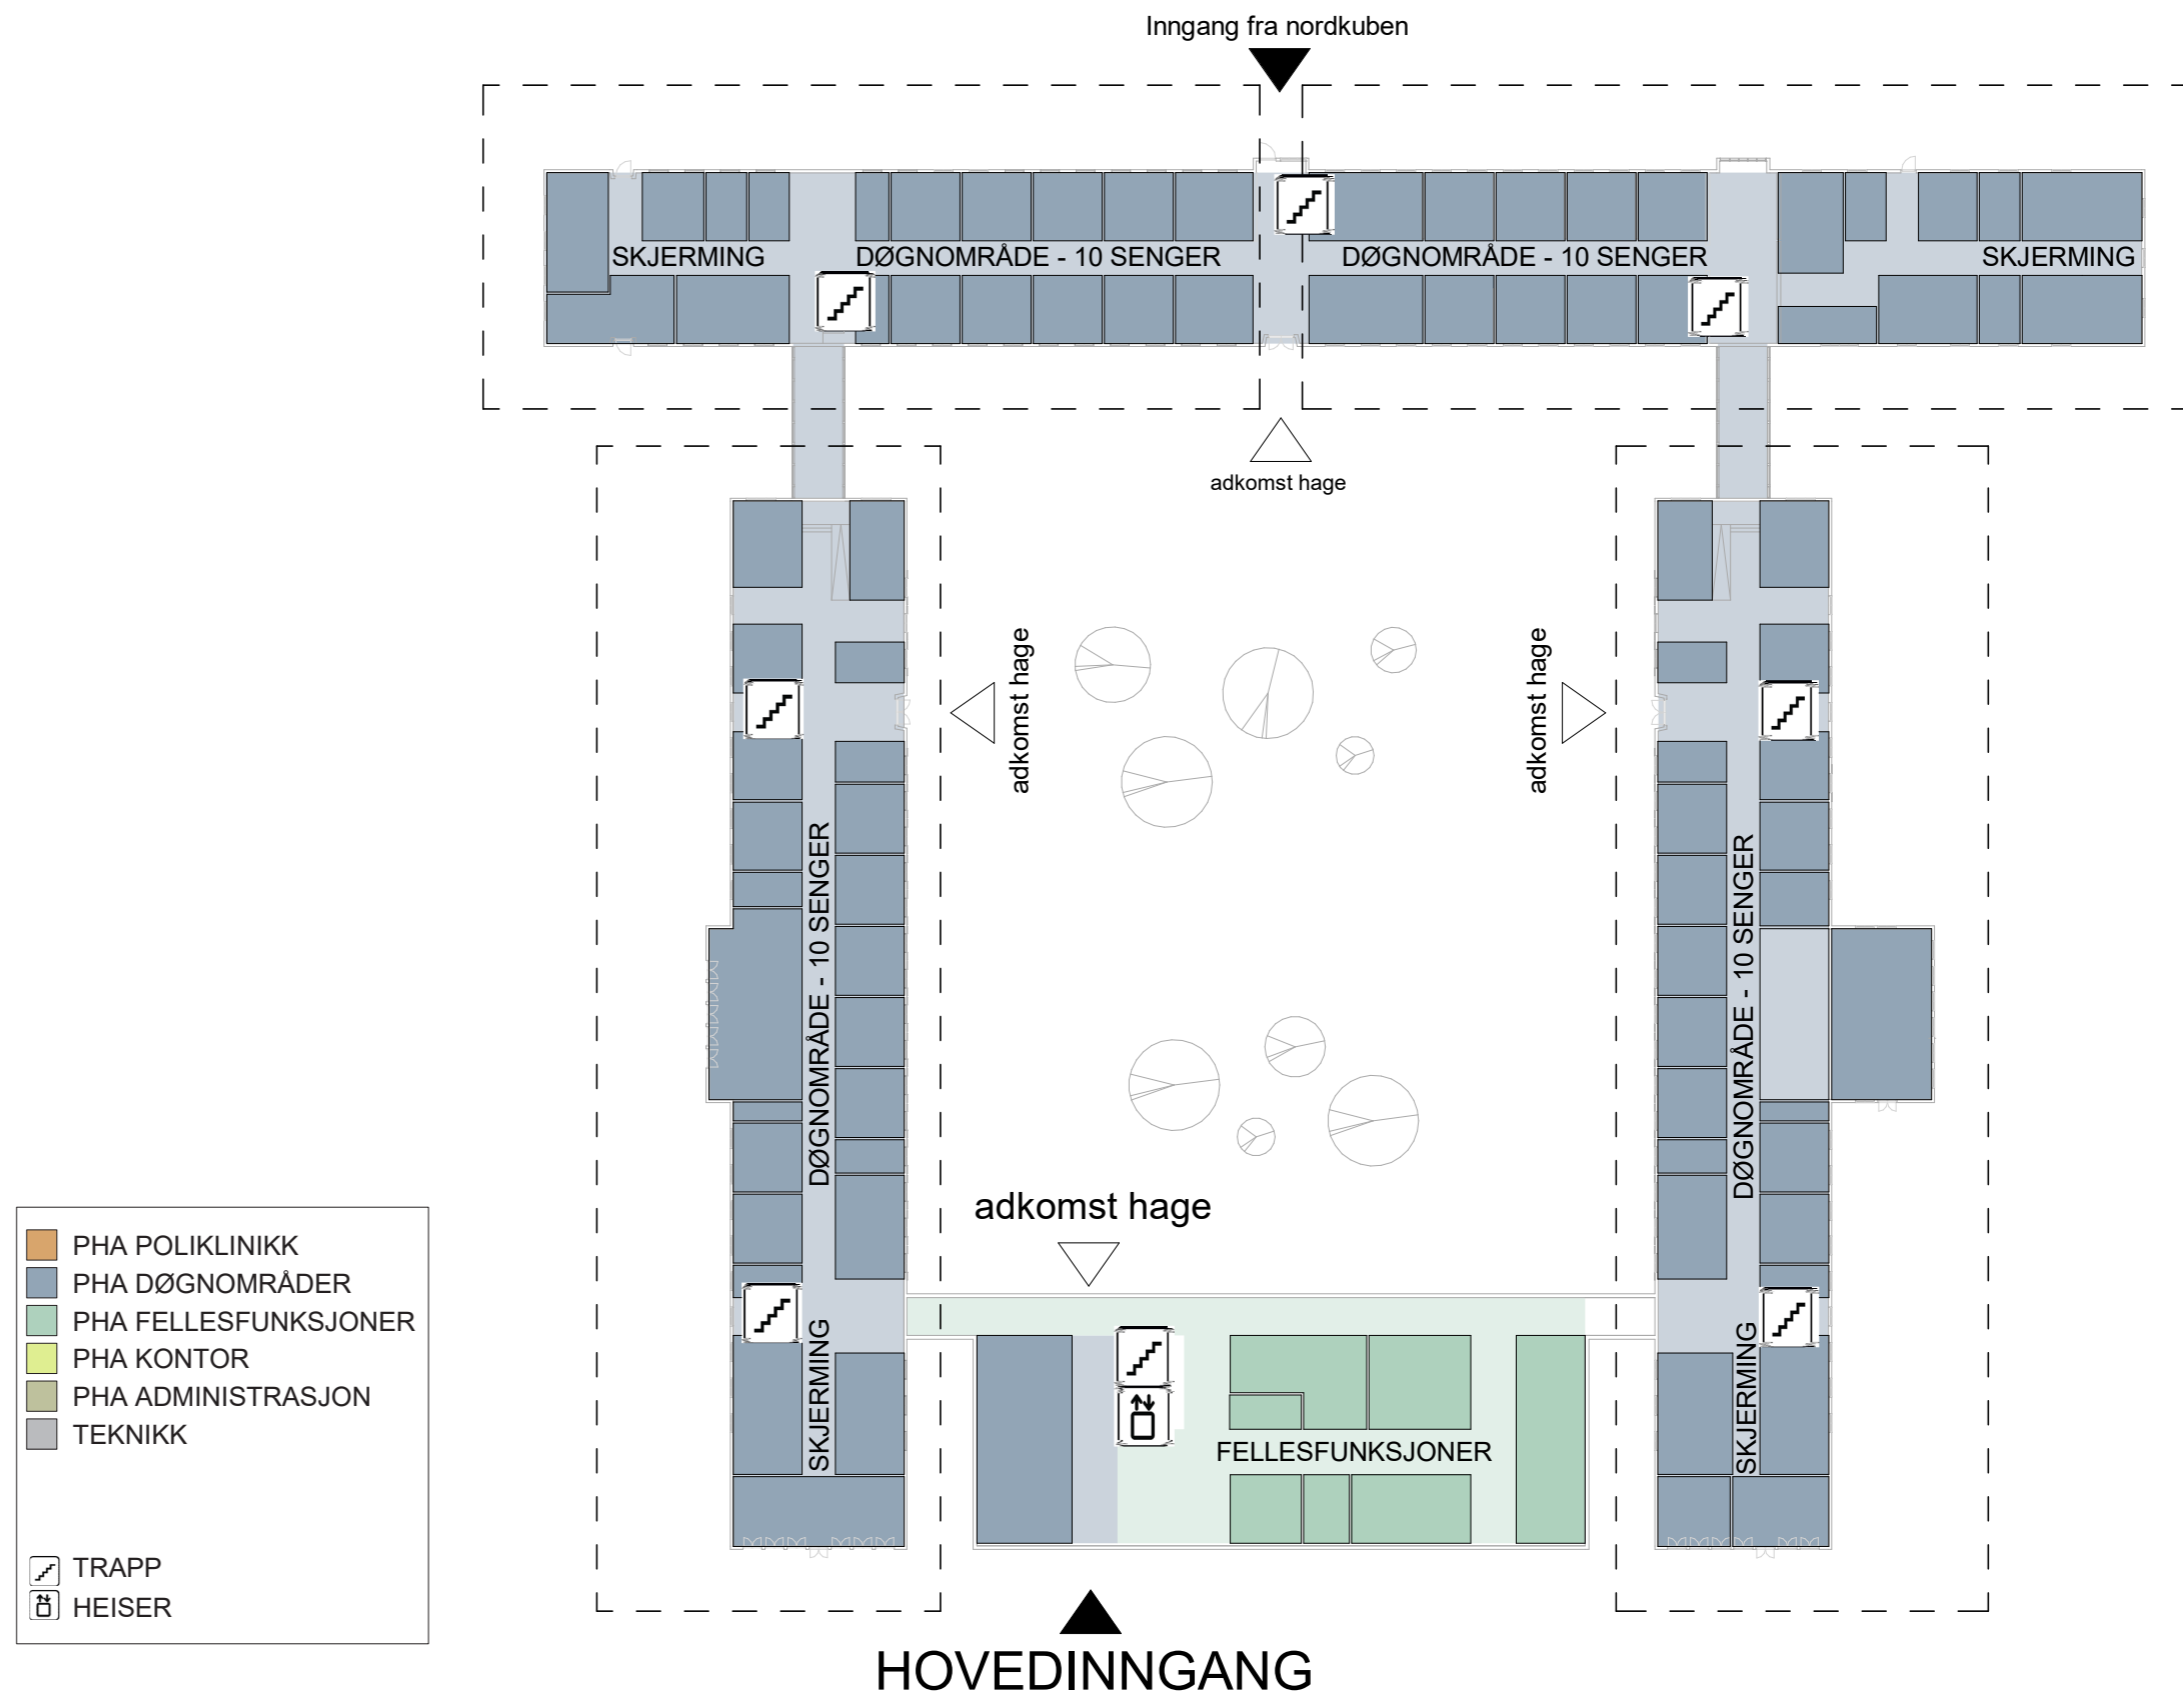 Inngang fra nordkuben
SKJERMING
DØGNOMRÅDE - 10 SENGER
DØGNOMRÅDE - 10 SENGER
SKJERMING
adkomst hage
adkomst hage
adkomst hage
DØGNOMRÅDE - 10 SENGER
DØGNOMRÅDE - 10 SENGER
adkomst hage
SKJERMING
SKJERMING
FELLESFUNKSJONER
HOVEDINNGANG
PHA POLIKLINIKK
PHA DØGNOMRÅDER
PHA FELLESFUNKSJONER
PHA KONTOR
PHA ADMINISTRASJON
TEKNIKK
TRAPP
HEISER